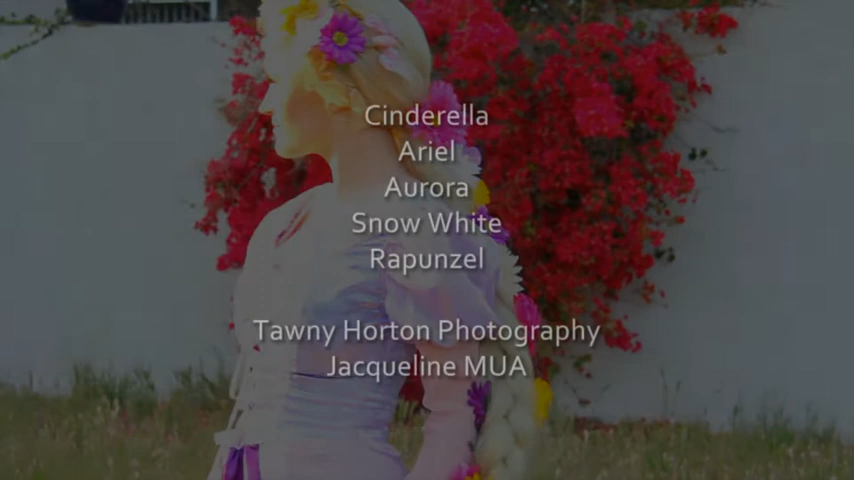 Cinderella
Ariel
Aurora
Snow White
Rapunzel
Tawny Horton Photography
Jacqueline MUA